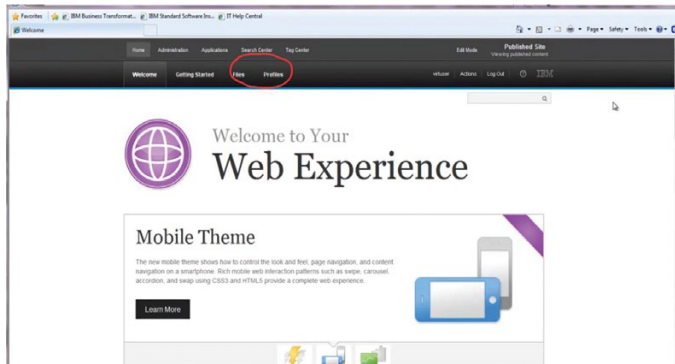 Favorites IBM Business Transformat... IBM Standard Software Ins... IT Help Central
Welcome Page Safety Tools
Home Administration Applications Search Center Tag Center Edit Mode Published Site
Viewing published content
Welcome Getting Started Files Profiles Actions Log Out IBM
Welcome to Your
Web Experience
Mobile Theme
The new mobile theme shows how to control the look and feel, page navigation, and content
navigation on a smartphone. Rich mobile web interaction patterns such as swipe, carousel,
accordion, and swap using CSS3 and HTML5 provide a complete web experience.
Learn More